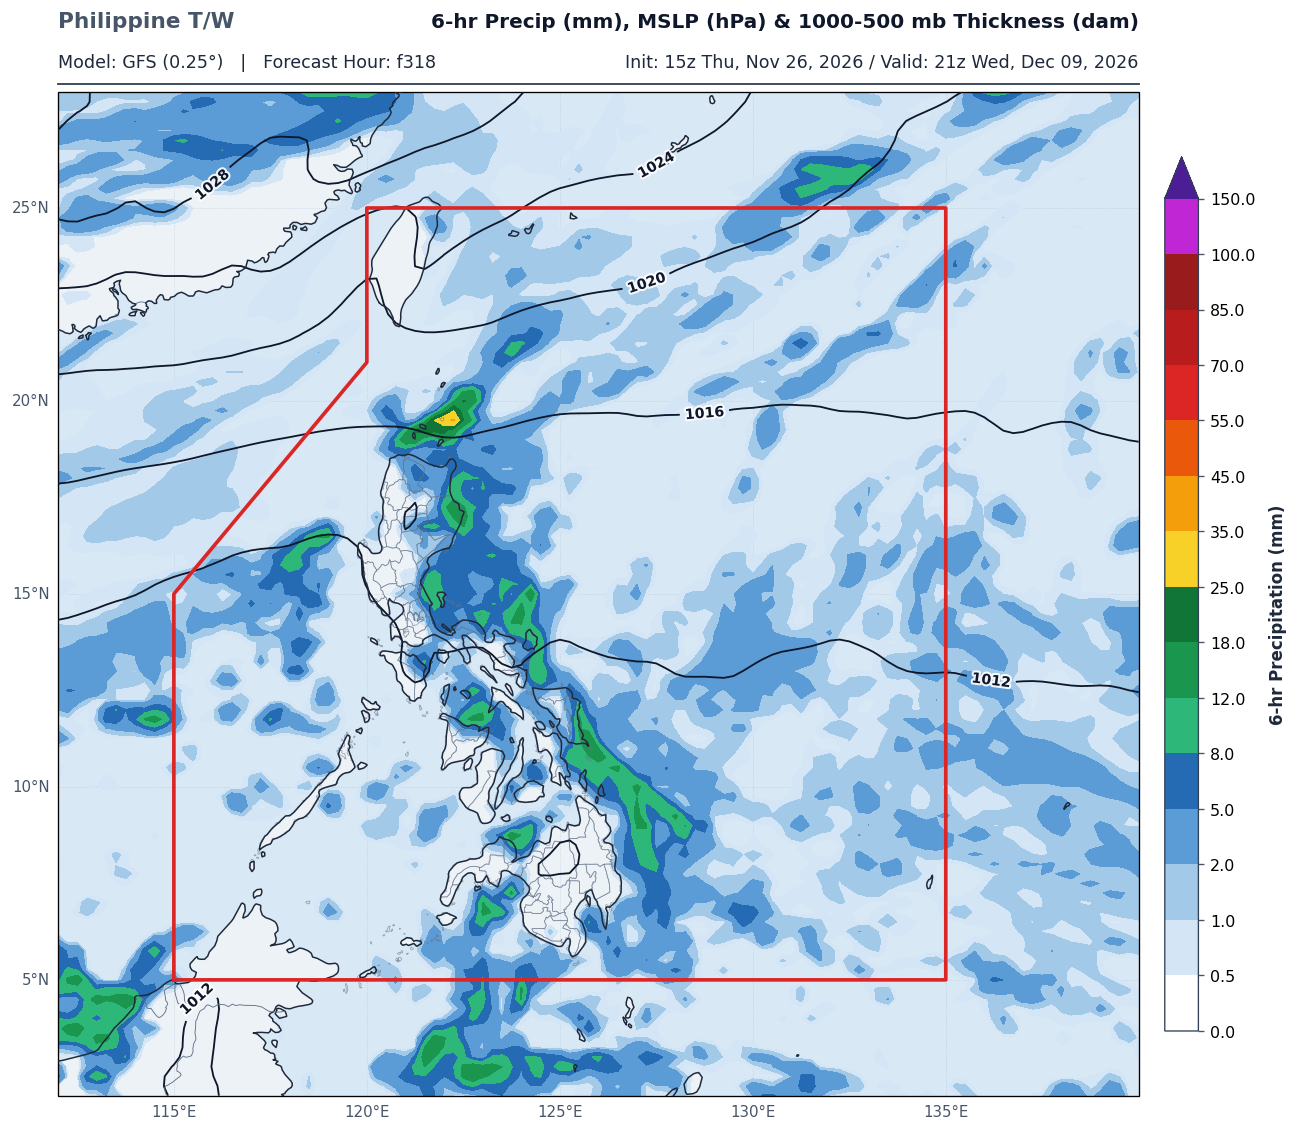 Philippine T/W
6-hr Precip (mm), MSLP (hPa) & 1000-500 mb Thickness (dam)
Model: GFS (0.25°) | Forecast Hour: f318
Init: 15z Thu, Nov 26, 2026 / Valid: 21z Wed, Dec 09, 2026
25°N
20°N
15°N
10°N
5°N
115°E
120°E
125°E
130°E
135°E
1028
1024
1020
1016
1012
1012
150.0
100.0
85.0
70.0
55.0
45.0
35.0
25.0
18.0
12.0
8.0
5.0
2.0
1.0
0.5
0.0
6-hr Precipitation (mm)